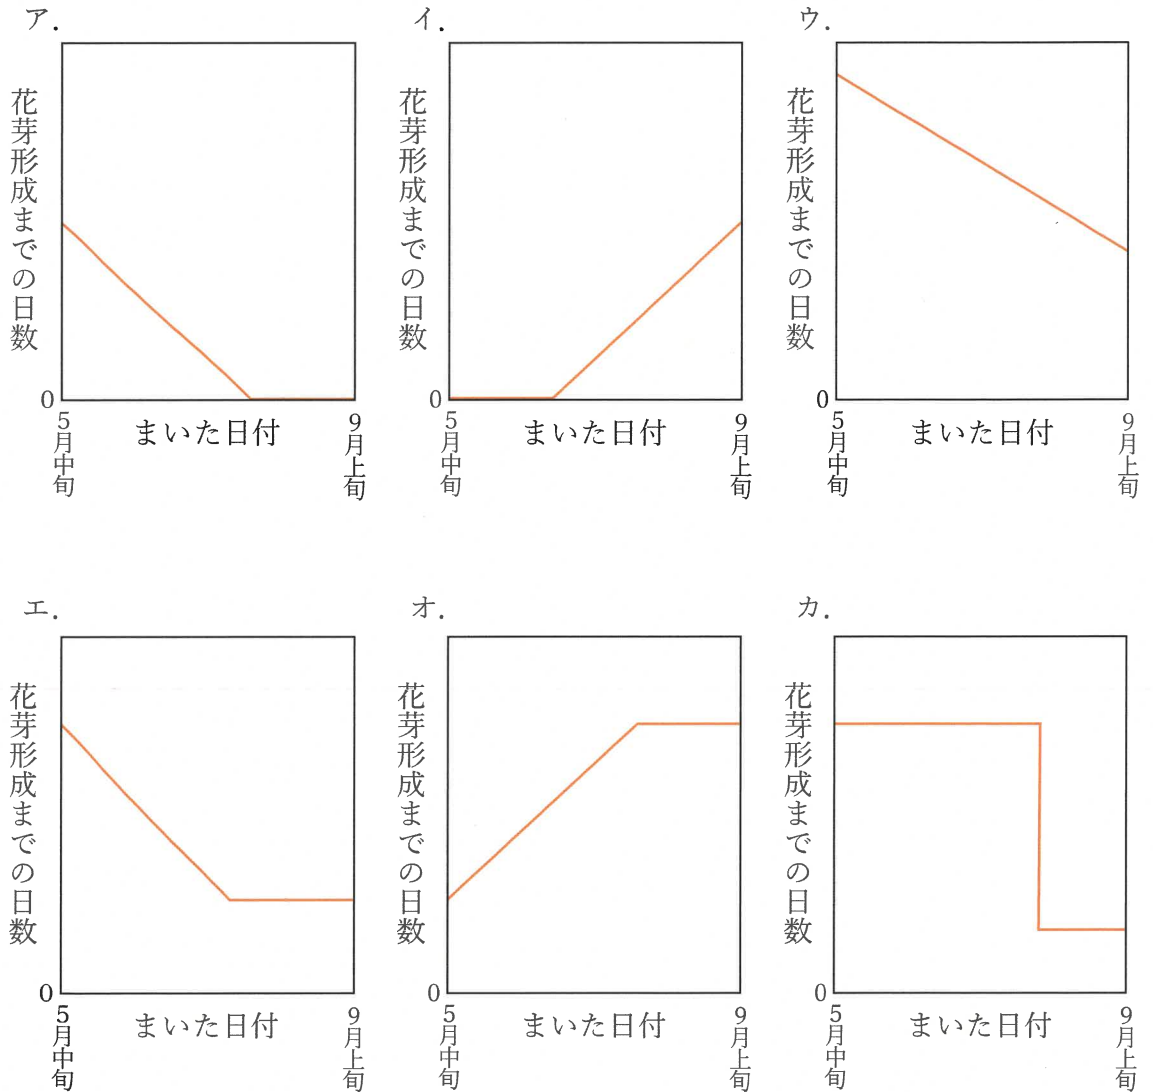 ア.
花芽形成までの日数
0
5月中旬
まいた日付
9月上旬
イ.
花芽形成までの日数
0
5月中旬
まいた日付
9月上旬
ウ.
花芽形成までの日数
0
5月中旬
まいた日付
9月上旬
エ.
花芽形成までの日数
0
5月中旬
まいた日付
9月上旬
オ.
花芽形成までの日数
0
5月中旬
まいた日付
9月上旬
カ.
花芽形成までの日数
0
5月中旬
まいた日付
9月上旬